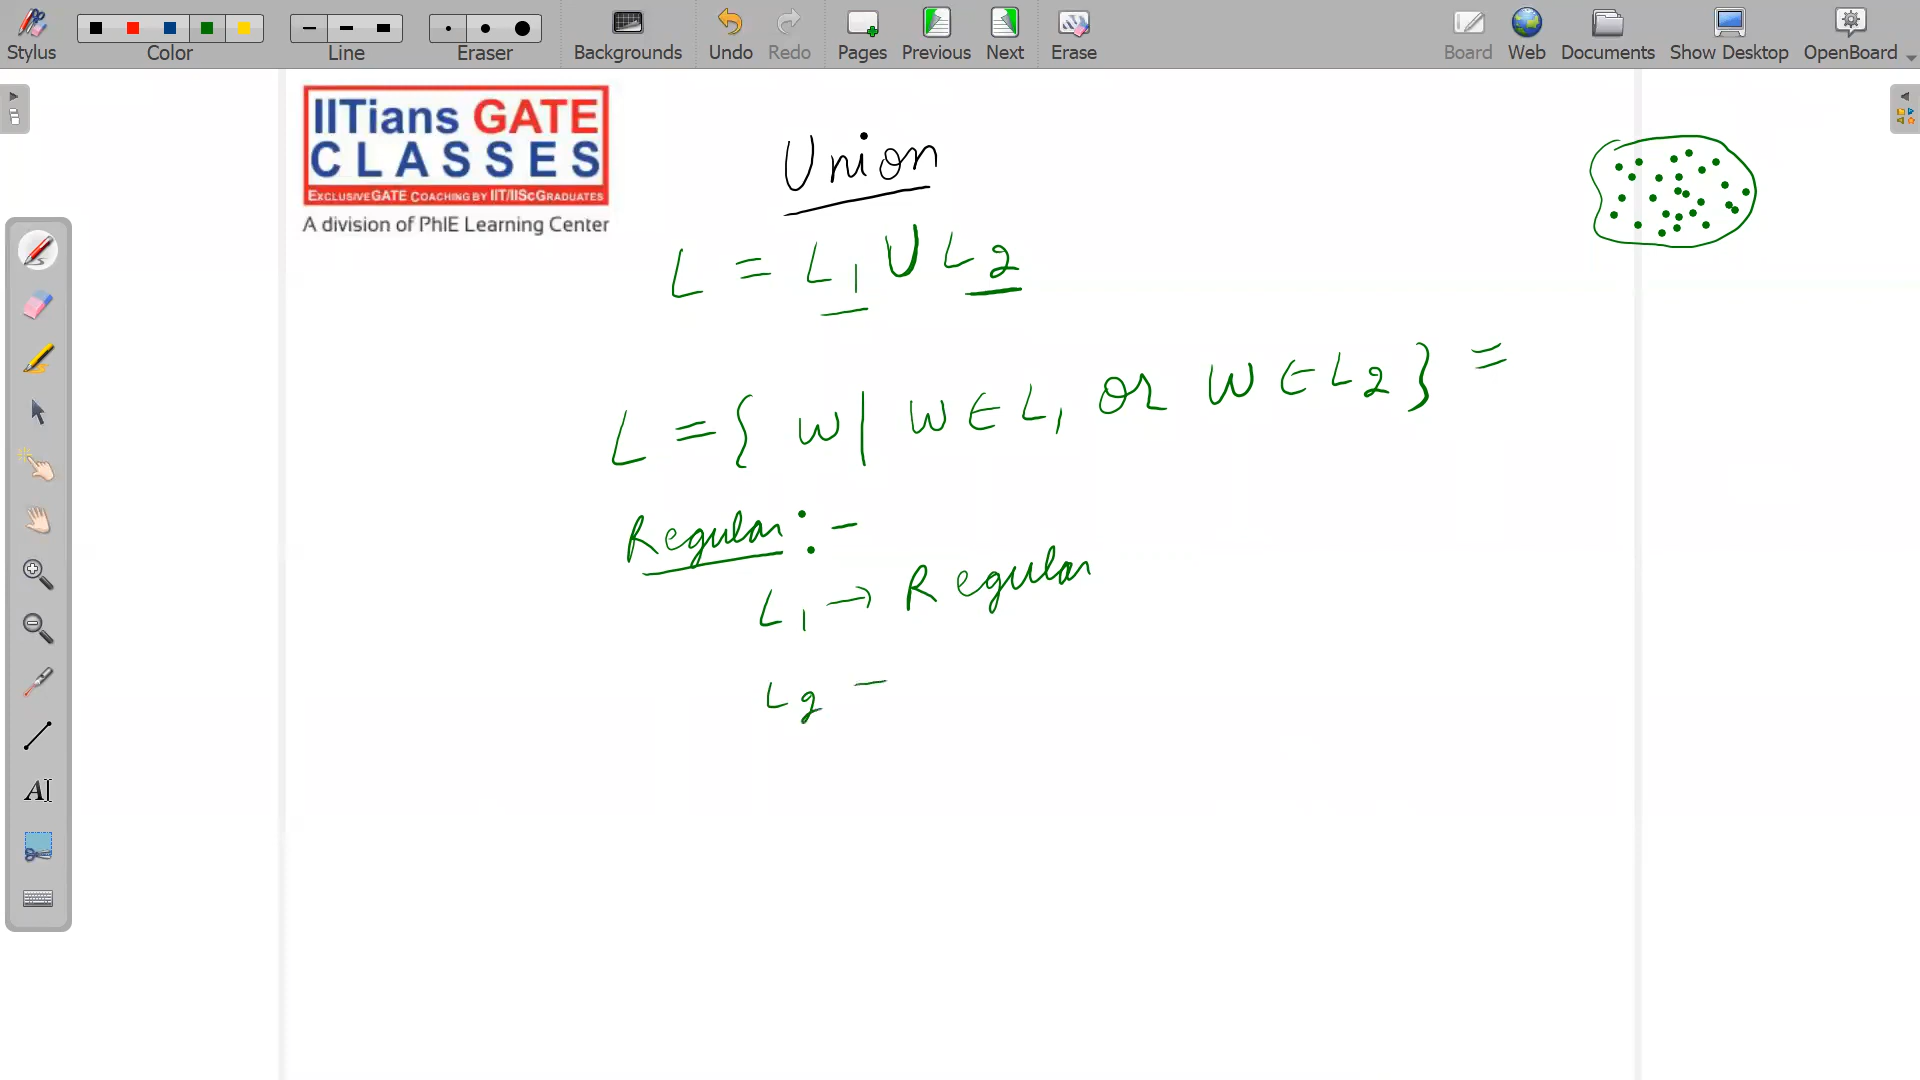 Stylus Color Line Eraser Backgrounds Undo Redo Pages Previous Next Erase Board Web Documents Show Desktop OpenBoard
IITians GATE
CLASSES
EXCLUSIVE GATE COACHING BY IIT/IISc GRADUATES
A division of PhIE Learning Center
Union
L = L1 ∪ L2
L = { w | w ∈ L1 or w ∈ L2 } =
Regular : -
L1 → Regular
L2 -